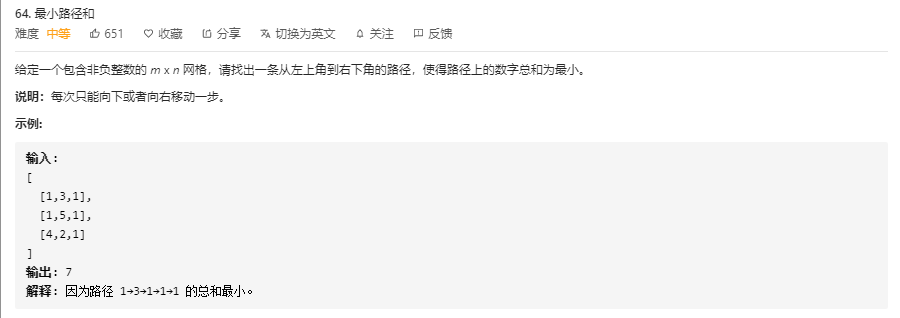 64. 最小路径和
难度 中等 651 收藏 分享 切换为英文 关注 反馈
给定一个包含非负整数的 m x n 网格，请找出一条从左上角到右下角的路径，使得路径上的数字总和为最小。
说明：每次只能向下或者向右移动一步。
示例:
输入:
[
[1,3,1],
[1,5,1],
[4,2,1]
]
输出: 7
解释: 因为路径 1→3→1→1→1 的总和最小。